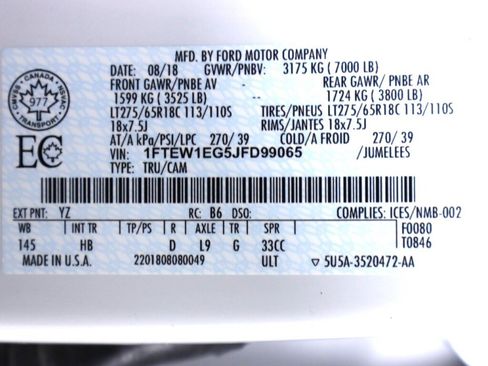 MFD. BY FORD MOTOR COMPANY
DATE: 08/18 GVWR/PNBV: 3175 KG ( 7000 LB)
FRONT GAWR/PNBE AV REAR GAWR/ PNBE AR
1599 KG ( 3525 LB) 1724 KG ( 3800 LB)
LT275/65R18C 113/110S TIRES/PNEUS LT275/65R18C 113/110S
18x7.5J RIMS/JANTES 18x7.5J
AT/A kPa/PSI/LPC 270/ 39 COLD/A FROID 270/ 39
VIN: 1FTEW1EG5JFD99065 /JUMELEES
TYPE: TRU/CAM
CANADA
977
TRANSPORT
EC
EXT PNT: YZ RC: B6 DSO: COMPLIES: ICES/NMB-002
WB INT TR TP/PS R AXLE TR SPR F0080
145 HB D L9 G 33CC T0846
MADE IN U.S.A. 2201808080049 ULT ▽ 5U5A-3520472-AA